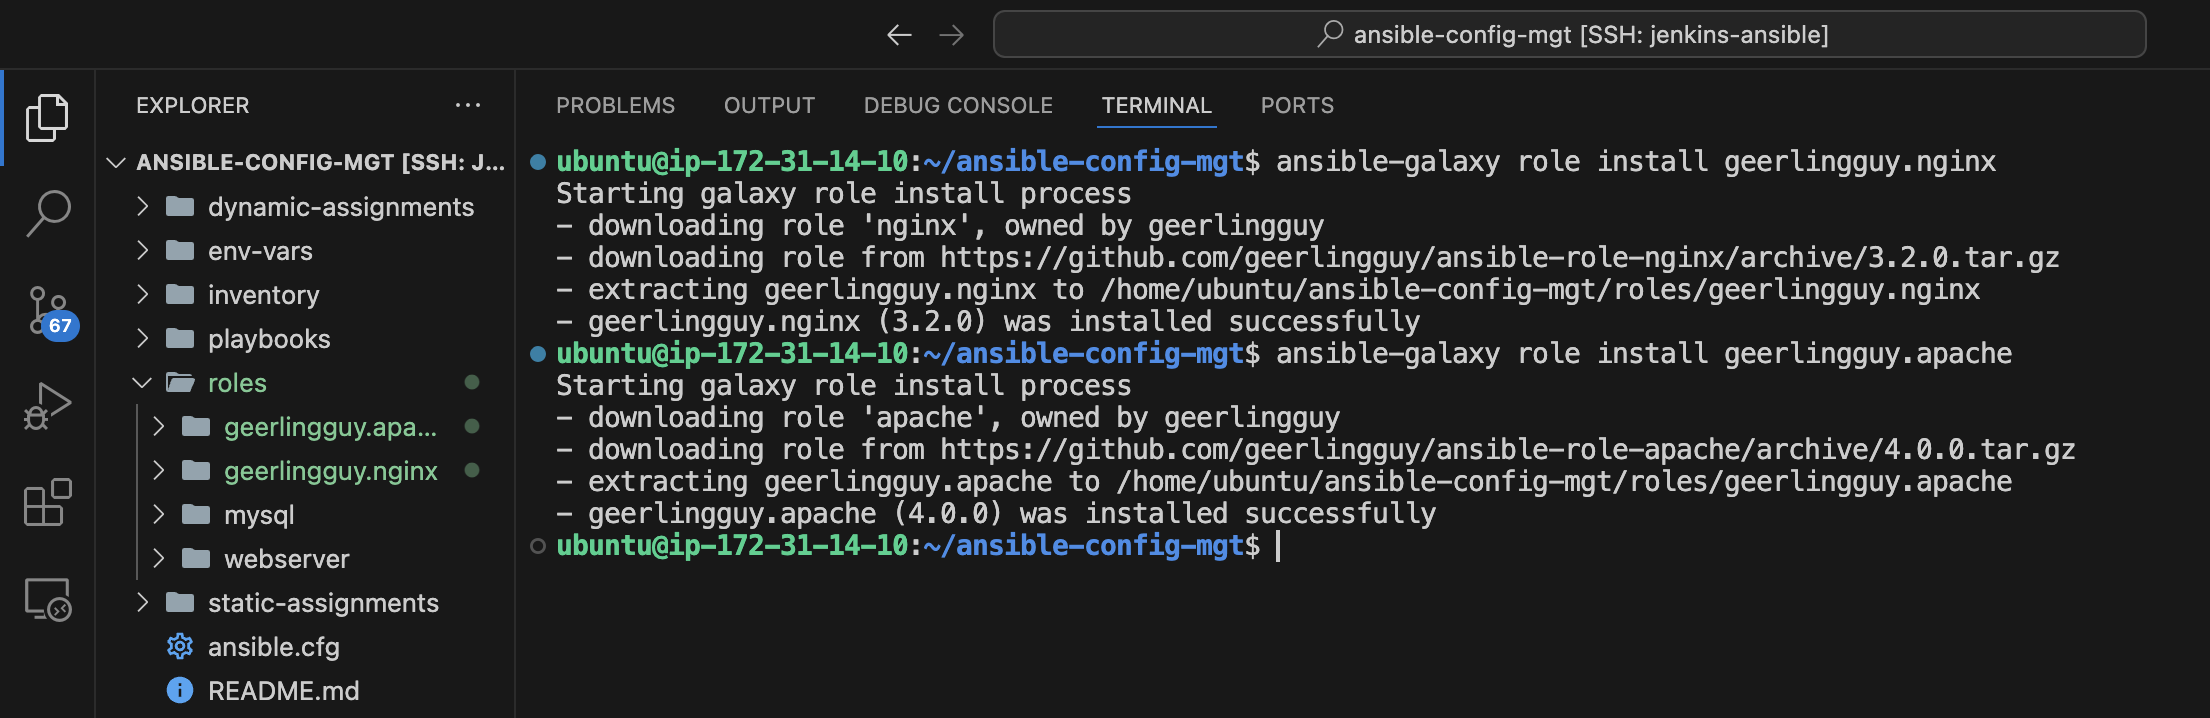 ansible-config-mgt [SSH: jenkins-ansible]
EXPLORER
ANSIBLE-CONFIG-MGT [SSH: J...
dynamic-assignments
env-vars
inventory
playbooks
roles
geerlingguy.apa...
geerlingguy.nginx
mysql
webserver
static-assignments
ansible.cfg
README.md
67
PROBLEMS OUTPUT DEBUG CONSOLE TERMINAL PORTS
ubuntu@ip-172-31-14-10:~/ansible-config-mgt$ ansible-galaxy role install geerlingguy.nginx
Starting galaxy role install process
- downloading role 'nginx', owned by geerlingguy
- downloading role from https://github.com/geerlingguy/ansible-role-nginx/archive/3.2.0.tar.gz
- extracting geerlingguy.nginx to /home/ubuntu/ansible-config-mgt/roles/geerlingguy.nginx
- geerlingguy.nginx (3.2.0) was installed successfully
ubuntu@ip-172-31-14-10:~/ansible-config-mgt$ ansible-galaxy role install geerlingguy.apache
Starting galaxy role install process
- downloading role 'apache', owned by geerlingguy
- downloading role from https://github.com/geerlingguy/ansible-role-apache/archive/4.0.0.tar.gz
- extracting geerlingguy.apache to /home/ubuntu/ansible-config-mgt/roles/geerlingguy.apache
- geerlingguy.apache (4.0.0) was installed successfully
ubuntu@ip-172-31-14-10:~/ansible-config-mgt$